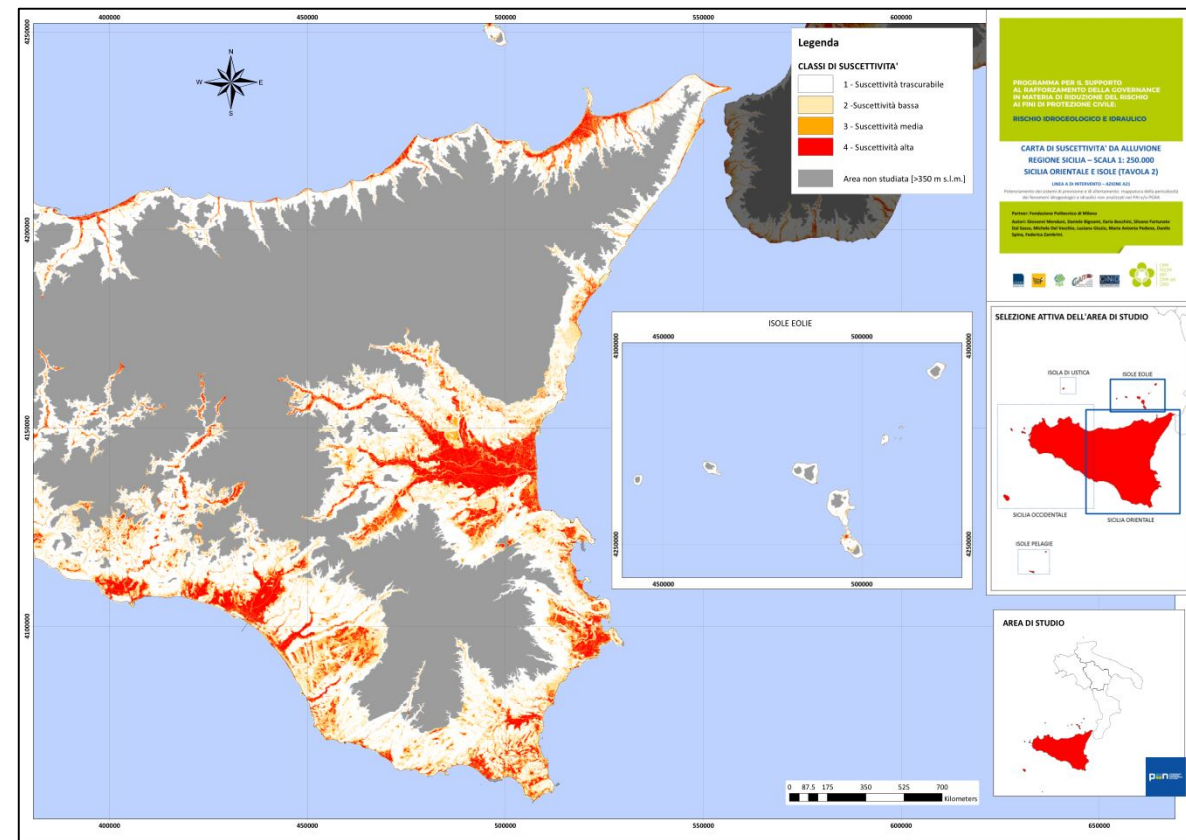 400000 450000 500000 550000 600000
4250000
4200000
4150000
4100000
N
W E
S
Legenda
CLASSI DI SUSCETTIVITA'
1 - Suscettività trascurabile
2 -Suscettività bassa
3 - Suscettività media
4 - Suscettività alta
Area non studiata [>350 m s.l.m.]
ISOLE EOLIE
450000 500000
4300000 4300000
4250000 4250000
450000 500000
0 87.5 175 350 525 700
Kilometers
400000 450000 500000 550000 600000 650000
PROGRAMMA PER IL SUPPORTO
AL RAFFORZAMENTO DELLA GOVERNANCE
IN MATERIA DI RIDUZIONE DEL RISCHIO
AI FINI DI PROTEZIONE CIVILE:
RISCHIO IDROGEOLOGICO E IDRAULICO
CARTA DI SUSCETTIVITA' DA ALLUVIONE
REGIONE SICILIA – SCALA 1: 250.000
SICILIA ORIENTALE E ISOLE (TAVOLA 2)
LINEA A DI INTERVENTO – AZIONE A21
Partner: Fondazione Politecnico di Milano
SELEZIONE ATTIVA DELL'AREA DI STUDIO
ISOLA DI USTICA
ISOLE EOLIE
SICILIA OCCIDENTALE
SICILIA ORIENTALE
ISOLE PELAGIE
AREA DI STUDIO